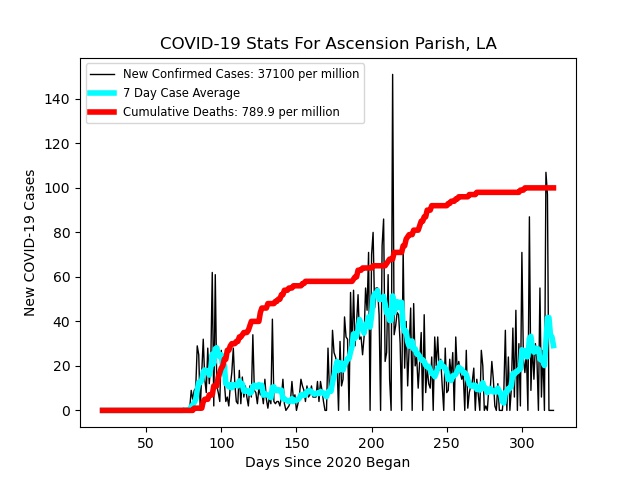 COVID-19 Stats For Ascension Parish, LA
New Confirmed Cases: 37100 per million
7 Day Case Average
Cumulative Deaths: 789.9 per million
New COVID-19 Cases
140
120
100
80
60
40
20
0
50 100 150 200 250 300
Days Since 2020 Began